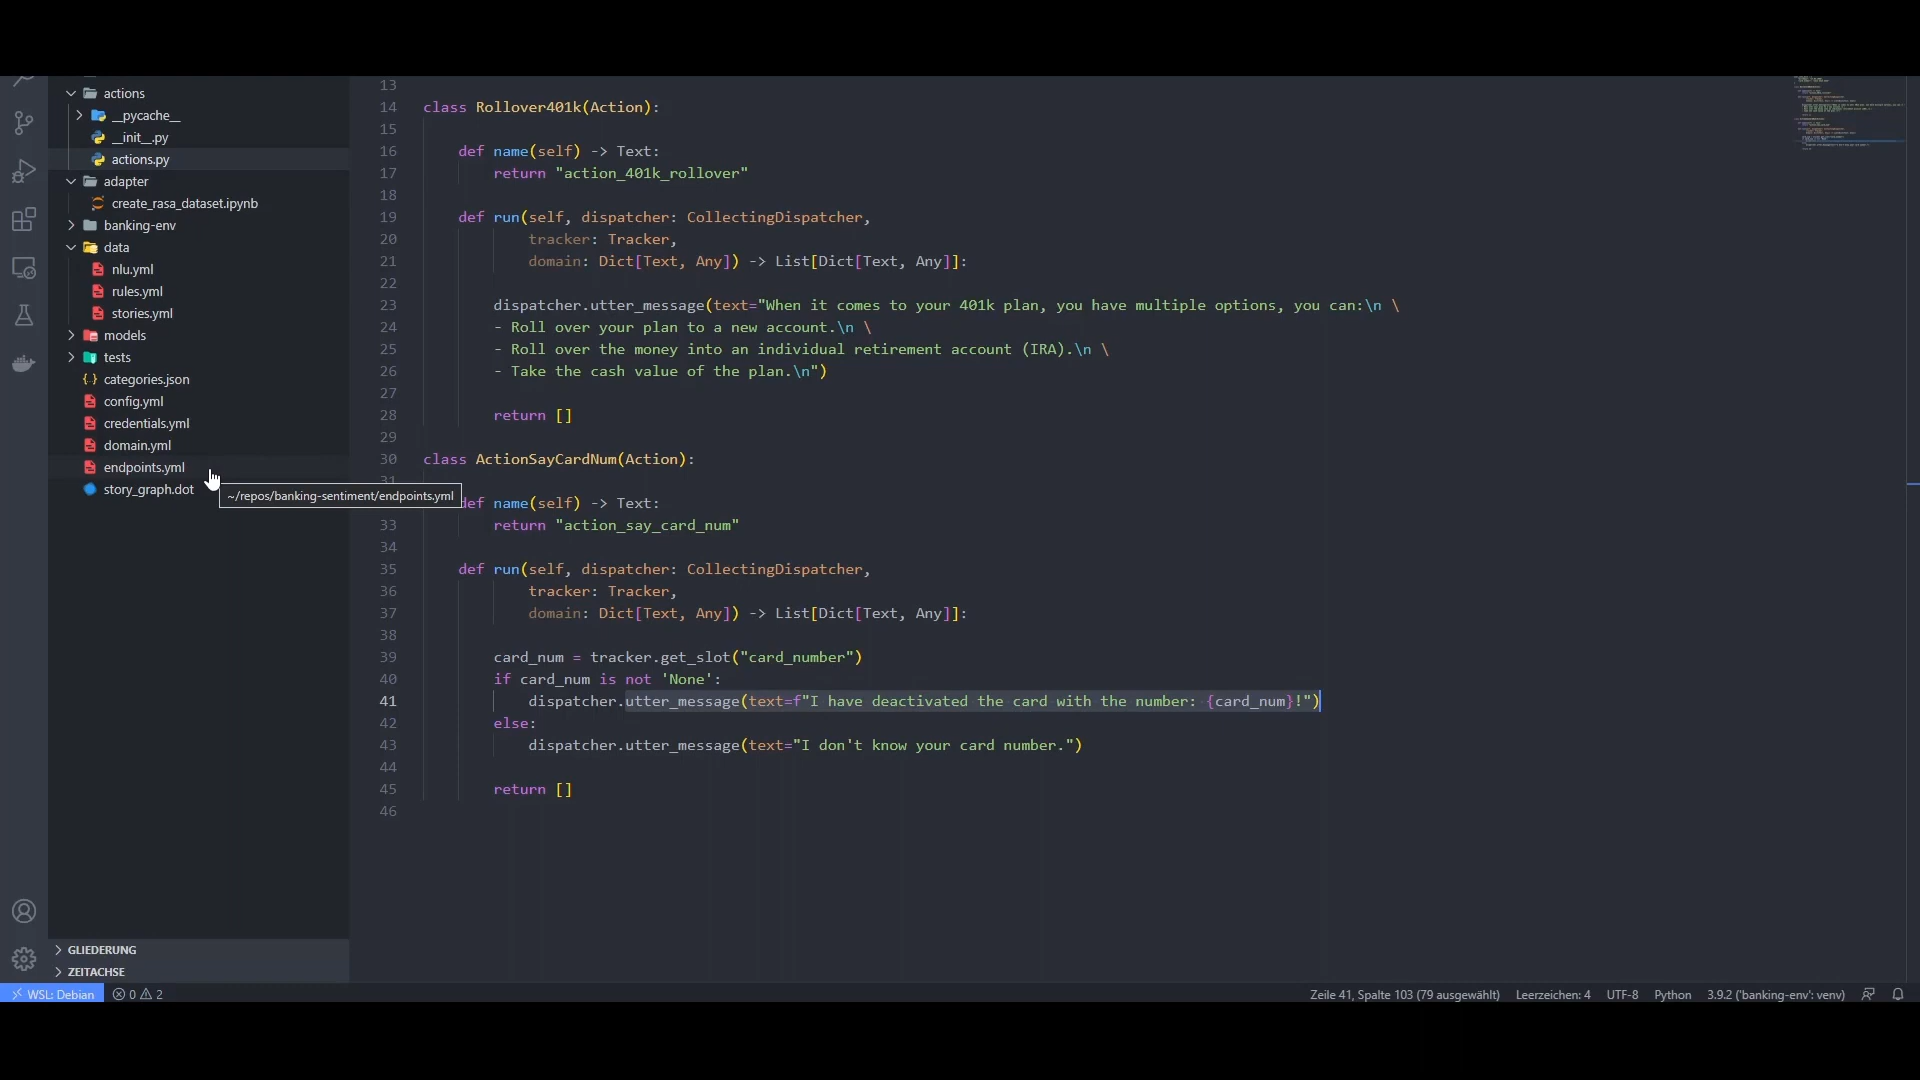 actions
__pycache__
__init__.py
actions.py
adapter
create_rasa_dataset.ipynb
banking-env
data
nlu.yml
rules.yml
stories.yml
models
tests
categories.json
config.yml
credentials.yml
domain.yml
endpoints.yml
story_graph.dot
~/repos/banking-sentiment/endpoints.yml
GLIEDERUNG
ZEITACHSE
13
14 class Rollover401k(Action):
15
16 def name(self) -> Text:
17 return "action_401k_rollover"
18
19 def run(self, dispatcher: CollectingDispatcher,
20 tracker: Tracker,
21 domain: Dict[Text, Any]) -> List[Dict[Text, Any]]:
22
23 dispatcher.utter_message(text="When it comes to your 401k plan, you have multiple options, you can:\n \
24 - Roll over your plan to a new account.\n \
25 - Roll over the money into an individual retirement account (IRA).\n \
26 - Take the cash value of the plan.\n")
27
28 return []
29
30 class ActionSayCardNum(Action):
31
def name(self) -> Text:
33 return "action_say_card_num"
34
35 def run(self, dispatcher: CollectingDispatcher,
36 tracker: Tracker,
37 domain: Dict[Text, Any]) -> List[Dict[Text, Any]]:
38
39 card_num = tracker.get_slot("card_number")
40 if card_num is not 'None':
41 dispatcher.utter_message(text=f"I have deactivated the card with the number: {card_num}!")
42 else:
43 dispatcher.utter_message(text="I don't know your card number.")
44
45 return []
46
WSL: Debian 0 2 Zeile 41, Spalte 103 (79 ausgewählt) Leerzeichen: 4 UTF-8 Python 3.9.2 ('banking-env': venv)